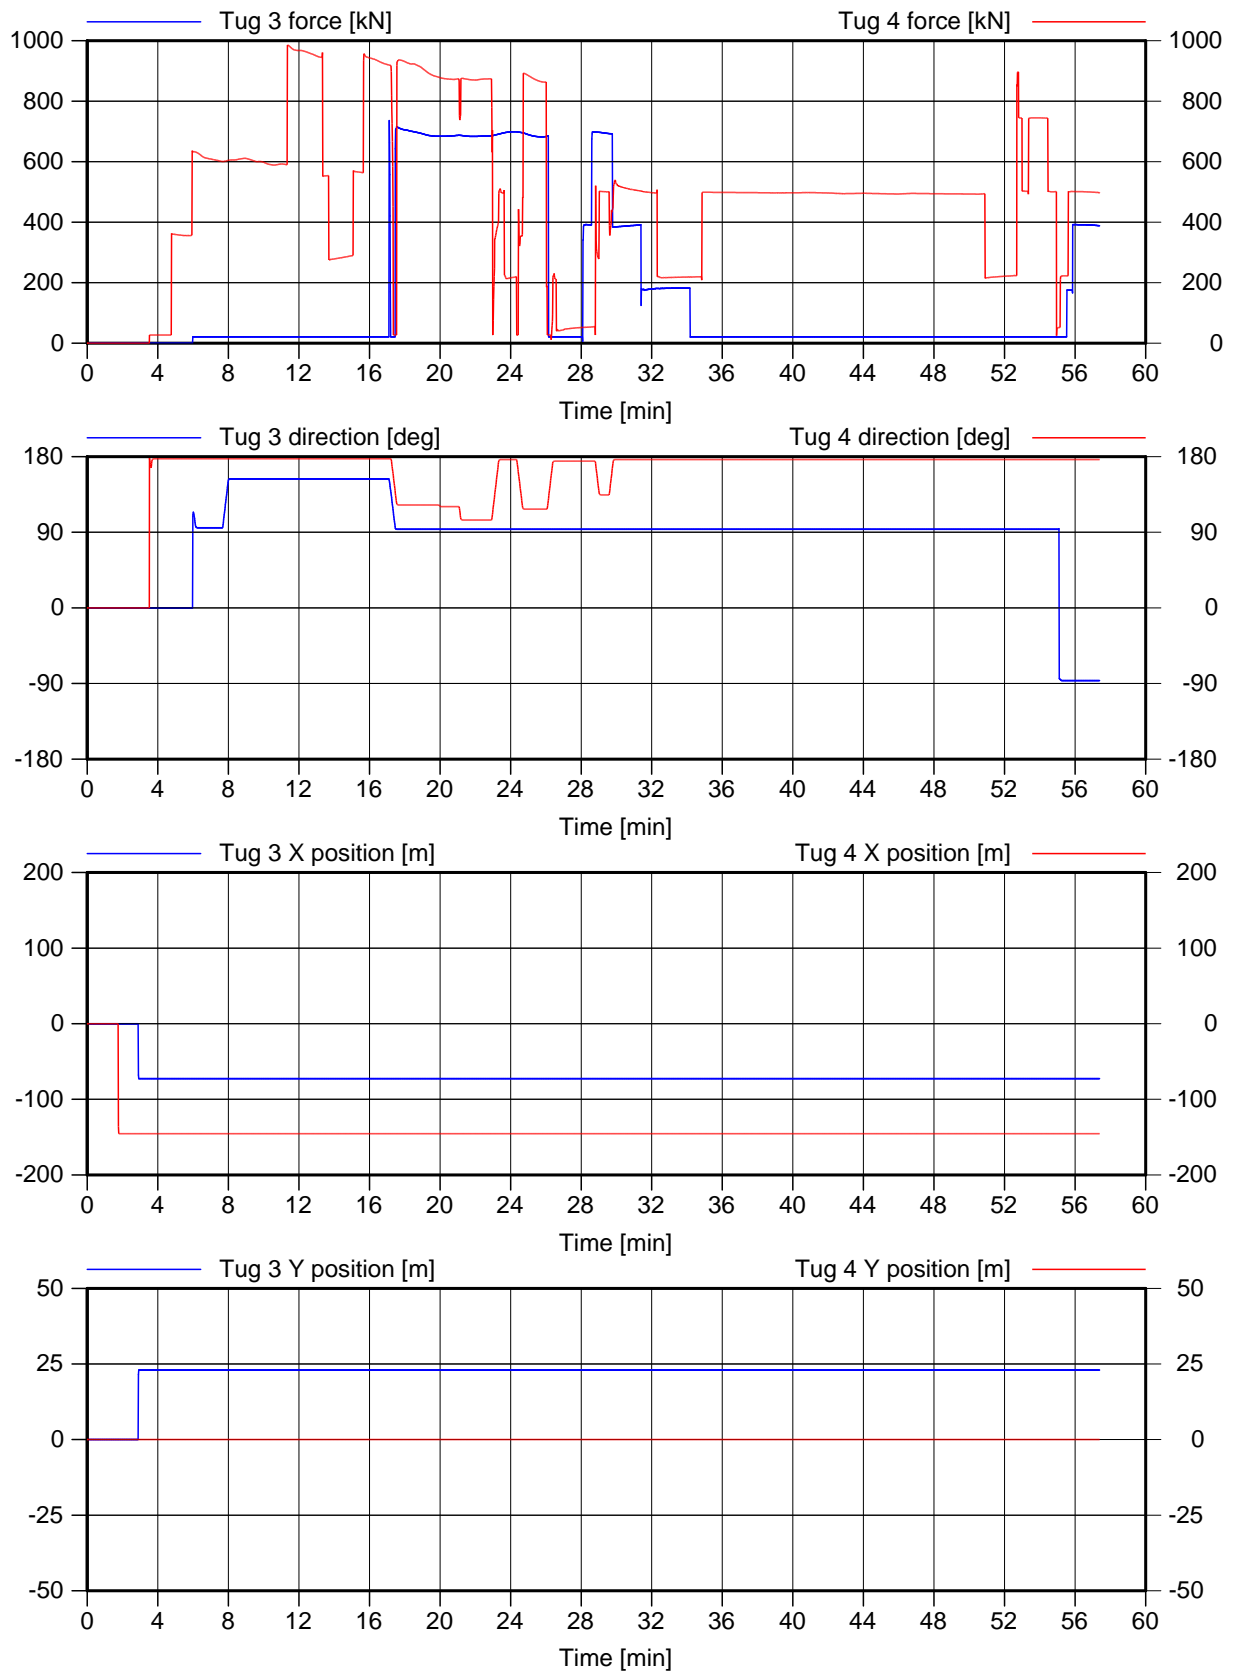 Tug 3 force [kN] Tug 4 force [kN]
1000 1000
800 800
600 600
400 400
200 200
0 0
0 4 8 12 16 20 24 28 32 36 40 44 48 52 56 60
Time [min]
Tug 3 direction [deg] Tug 4 direction [deg]
180 180
90 90
0 0
-90 -90
-180 -180
0 4 8 12 16 20 24 28 32 36 40 44 48 52 56 60
Time [min]
Tug 3 X position [m] Tug 4 X position [m]
200 200
100 100
0 0
-100 -100
-200 -200
0 4 8 12 16 20 24 28 32 36 40 44 48 52 56 60
Time [min]
Tug 3 Y position [m] Tug 4 Y position [m]
50 50
25 25
0 0
-25 -25
-50 -50
0 4 8 12 16 20 24 28 32 36 40 44 48 52 56 60
Time [min]